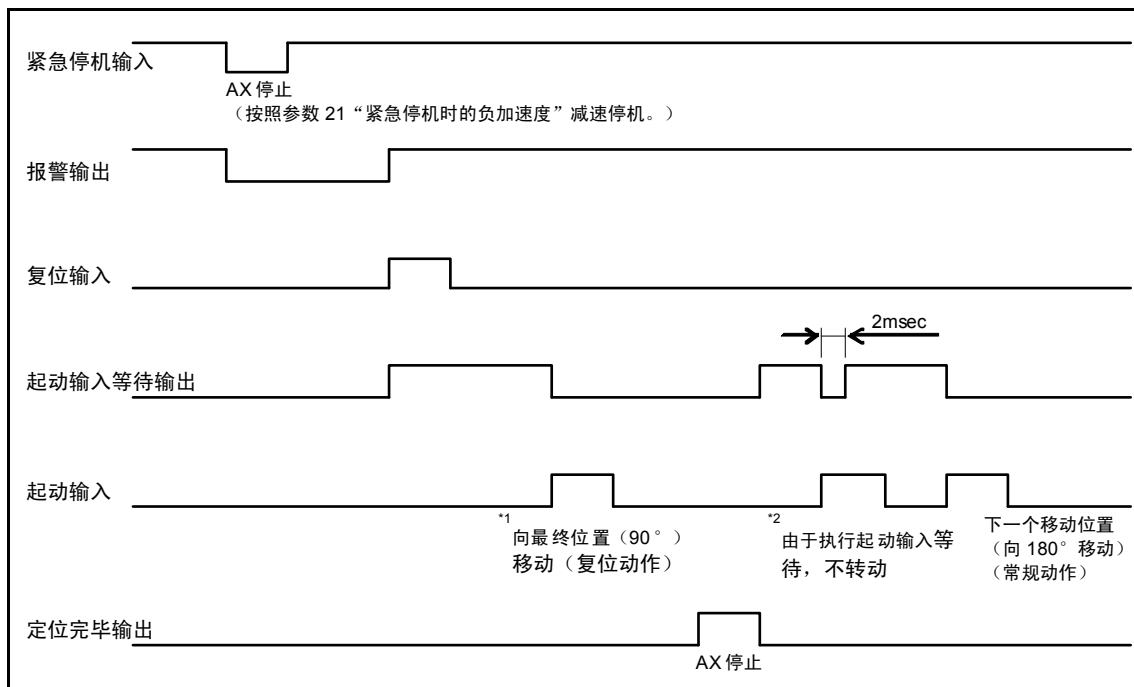 紧急停机输入
AX 停止
（按照参数 21“紧急停机时的负加速度”减速停机。）
报警输出
复位输入
2msec
起动输入等待输出
起动输入
*1
向最终位置（90°）
移动（复位动作）
*2
由于执行起动输入等
待，不转动
下一个移动位置
（向 180°移动）
（常规动作）
定位完毕输出
AX 停止